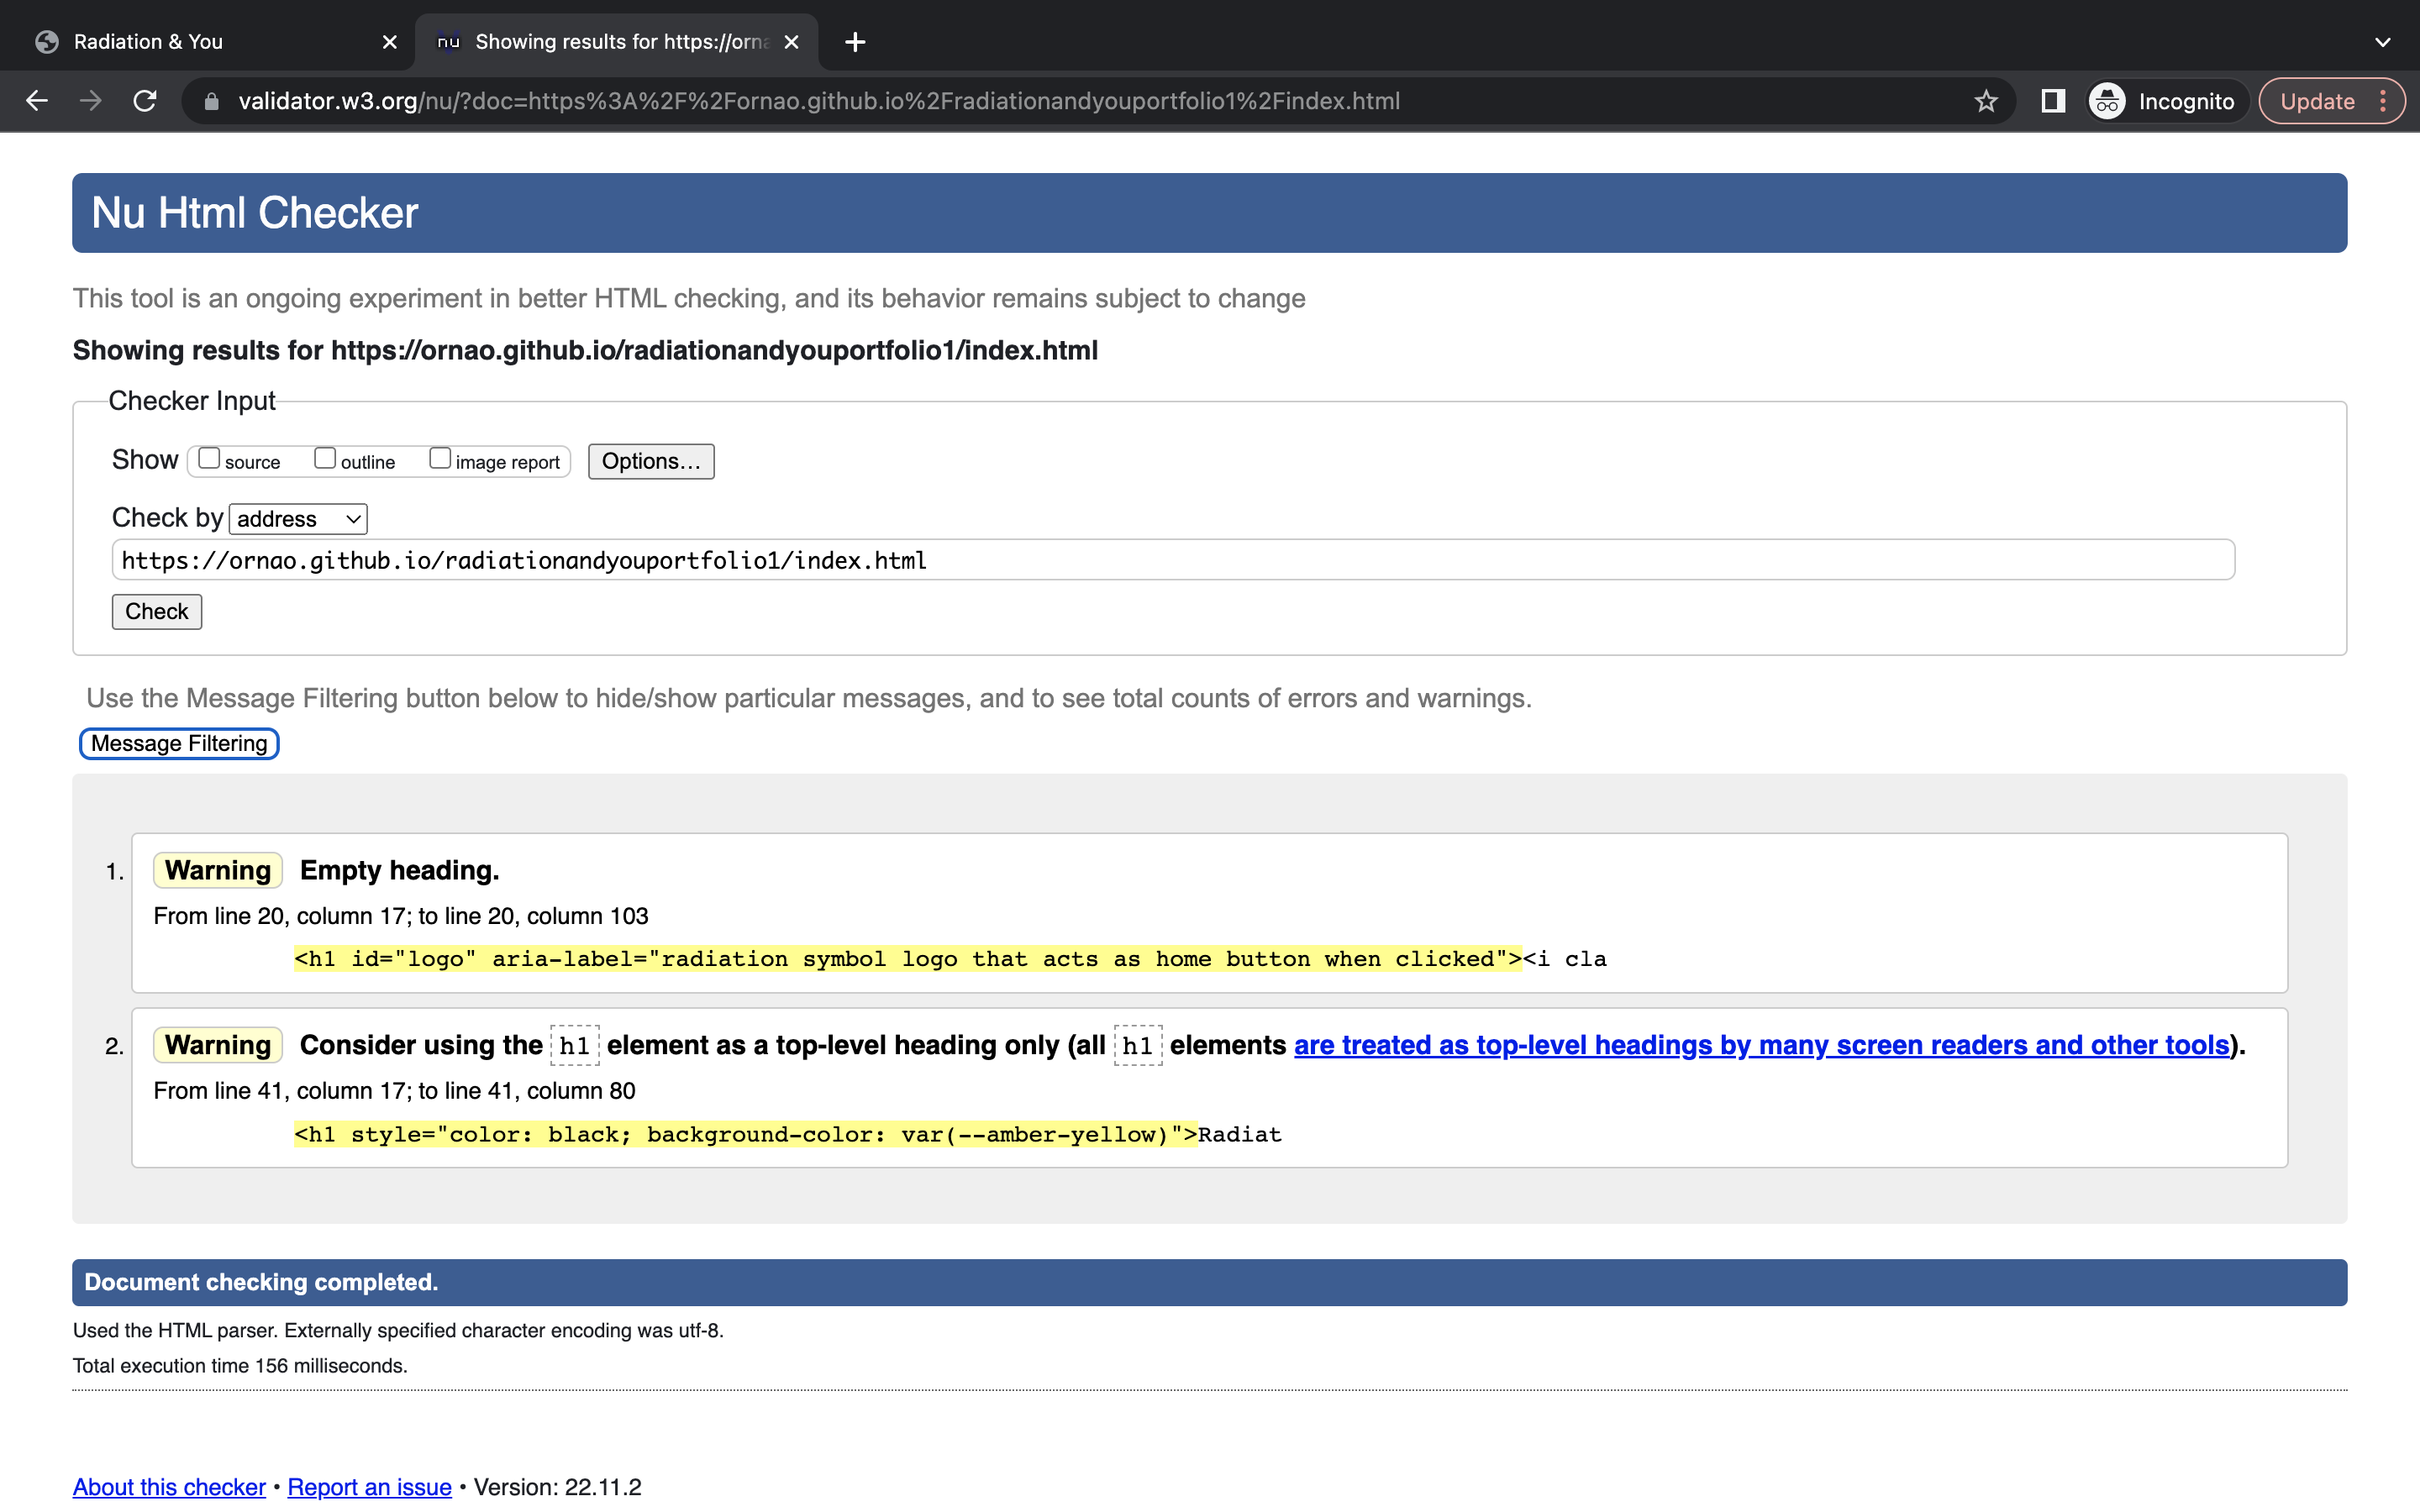 Radiation & You
nu Showing results for https://orna
validator.w3.org/nu/?doc=https%3A%2F%2Fornao.github.io%2Fradiationandyouportfolio1%2Findex.html
Incognito
Update
Nu Html Checker
This tool is an ongoing experiment in better HTML checking, and its behavior remains subject to change
Showing results for https://ornao.github.io/radiationandyouportfolio1/index.html
Checker Input
Show source outline image report Options...
Check by address
https://ornao.github.io/radiationandyouportfolio1/index.html
Check
Use the Message Filtering button below to hide/show particular messages, and to see total counts of errors and warnings.
Message Filtering
1. Warning Empty heading.
From line 20, column 17; to line 20, column 103
<h1 id="logo" aria-label="radiation symbol logo that acts as home button when clicked"><i cla
2. Warning Consider using the h1 element as a top-level heading only (all h1 elements are treated as top-level headings by many screen readers and other tools).
From line 41, column 17; to line 41, column 80
<h1 style="color: black; background-color: var(--amber-yellow)">Radiat
Document checking completed.
Used the HTML parser. Externally specified character encoding was utf-8.
Total execution time 156 milliseconds.
About this checker • Report an issue • Version: 22.11.2